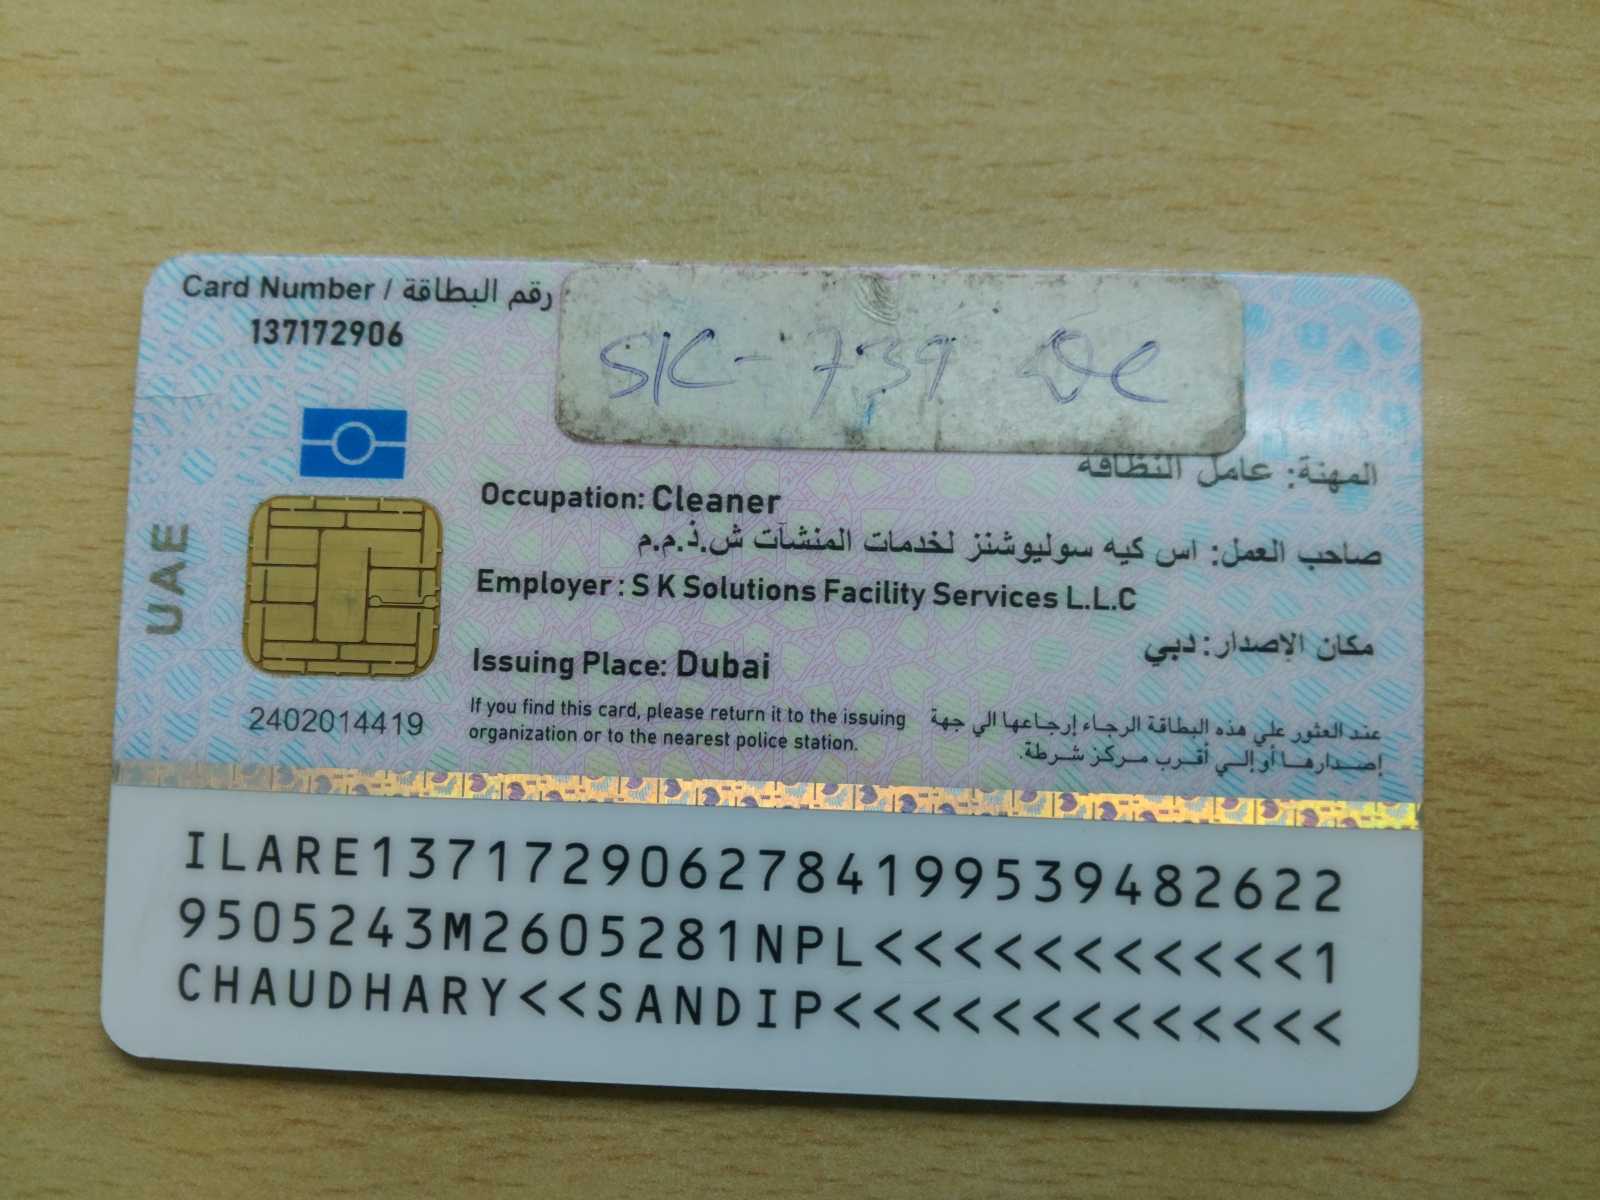 Card Number / رقم البطاقة
137172906
SK-739 DC
المهنة: عامل النظافة
Occupation: Cleaner
صاحب العمل: اس كيه سوليوشنز لخدمات المنشآت ش.ذ.م.م
Employer : S K Solutions Facility Services L.L.C
مكان الإصدار: دبي
Issuing Place: Dubai
UAE
2402014419
If you find this card, please return it to the issuing
organization or to the nearest police station.
عند العثور علي هذه البطاقة الرجاء إرجاعها الي جهة
إصدارها أو إلي أقرب مركز شرطة.
ILARE1371729062784199539482622
9505243M2605281NPL<<<<<<<<<<<1
CHAUDHARY<<SANDIP<<<<<<<<<<<<<